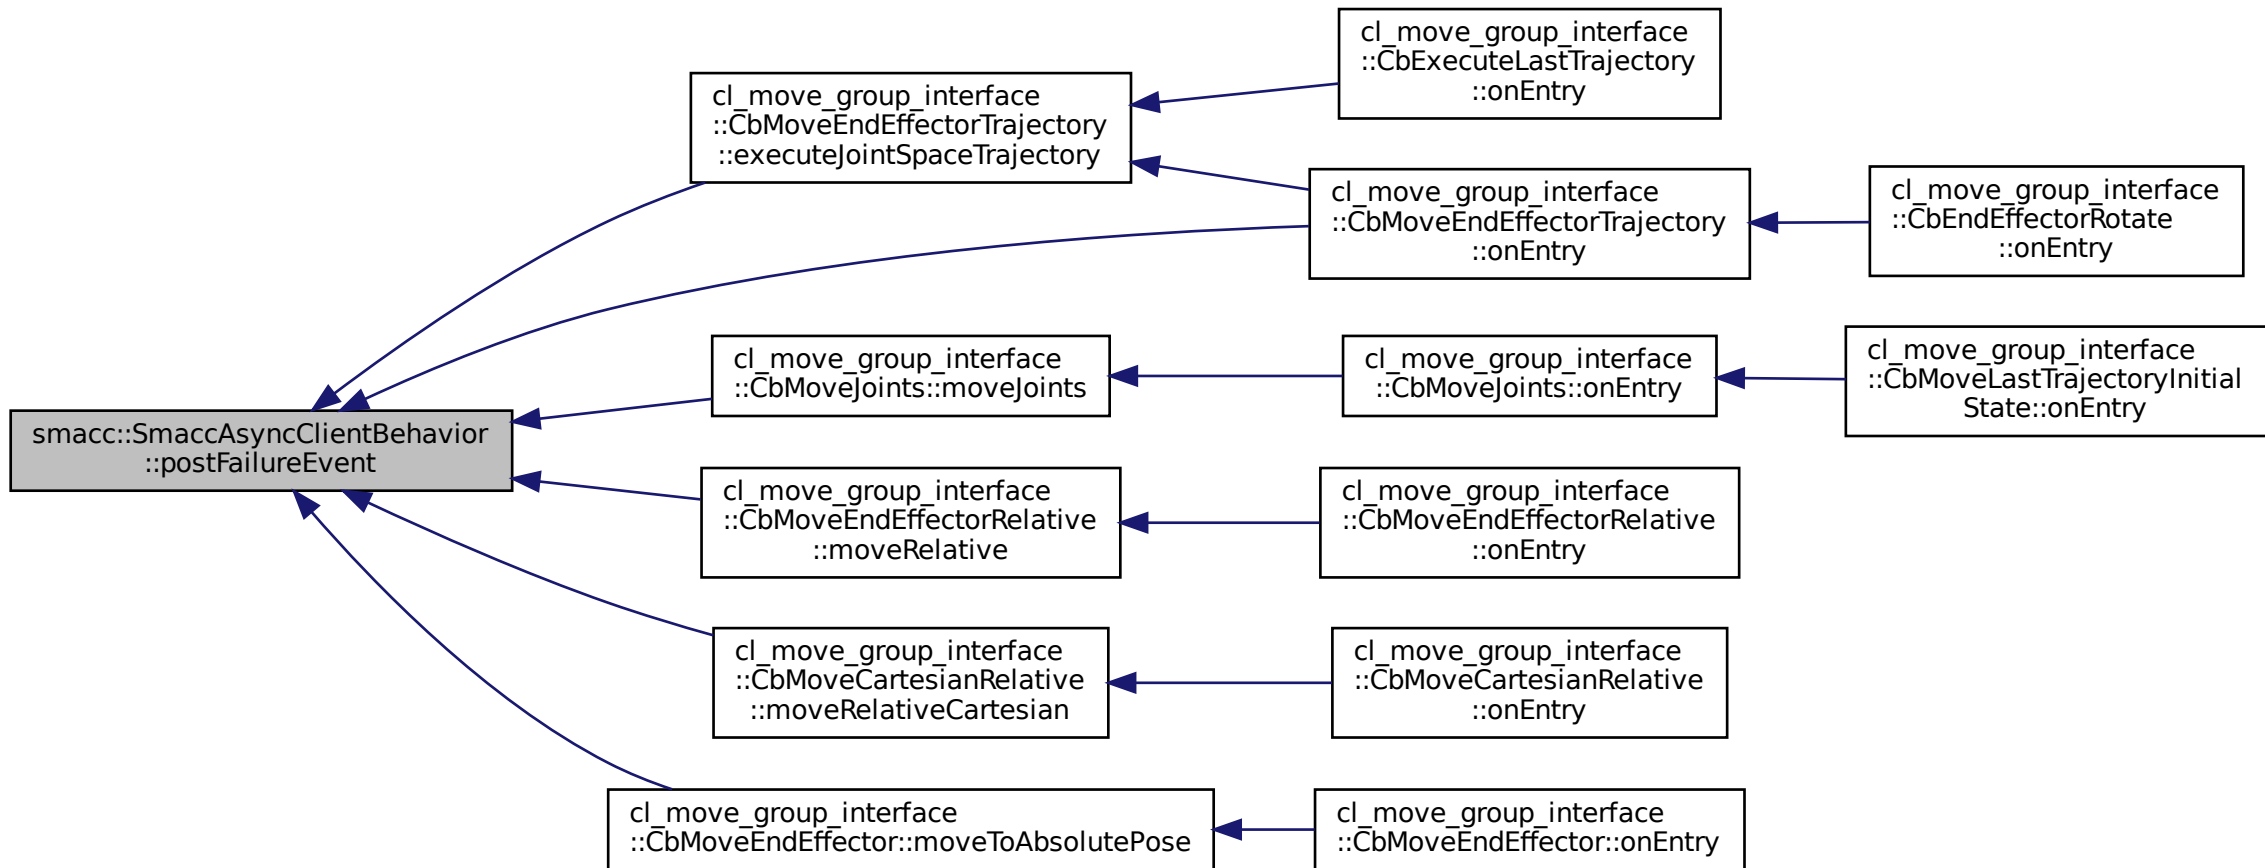 cl_move_group_interface
::CbExecuteLastTrajectory
::onEntry
cl_move_group_interface
::CbMoveEndEffectorTrajectory
::executeJointSpaceTrajectory
cl_move_group_interface
::CbMoveEndEffectorTrajectory
::onEntry
cl_move_group_interface
::CbEndEffectorRotate
::onEntry
cl_move_group_interface
::CbMoveJoints::moveJoints
cl_move_group_interface
::CbMoveJoints::onEntry
cl_move_group_interface
::CbMoveLastTrajectoryInitial
State::onEntry
smacc::SmaccAsyncClientBehavior
::postFailureEvent
cl_move_group_interface
::CbMoveEndEffectorRelative
::moveRelative
cl_move_group_interface
::CbMoveEndEffectorRelative
::onEntry
cl_move_group_interface
::CbMoveCartesianRelative
::moveRelativeCartesian
cl_move_group_interface
::CbMoveCartesianRelative
::onEntry
cl_move_group_interface
::CbMoveEndEffector::moveToAbsolutePose
cl_move_group_interface
::CbMoveEndEffector::onEntry